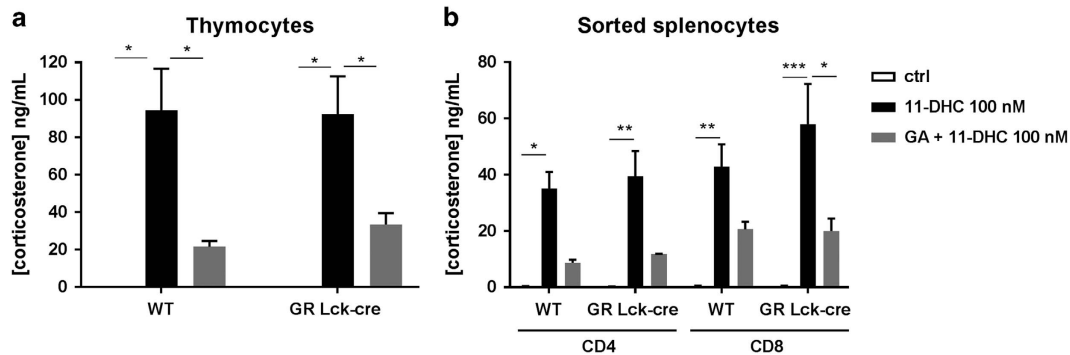 a
Thymocytes
[corticosterone] ng/mL
120
100
80
60
40
20
0
*
*
*
*
WT
GR Lck-cre
b
Sorted splenocytes
[corticosterone] ng/mL
80
60
40
20
0
*
**
**
***
*
WT
GR Lck-cre
WT
GR Lck-cre
CD4
CD8
ctrl
11-DHC 100 nM
GA + 11-DHC 100 nM